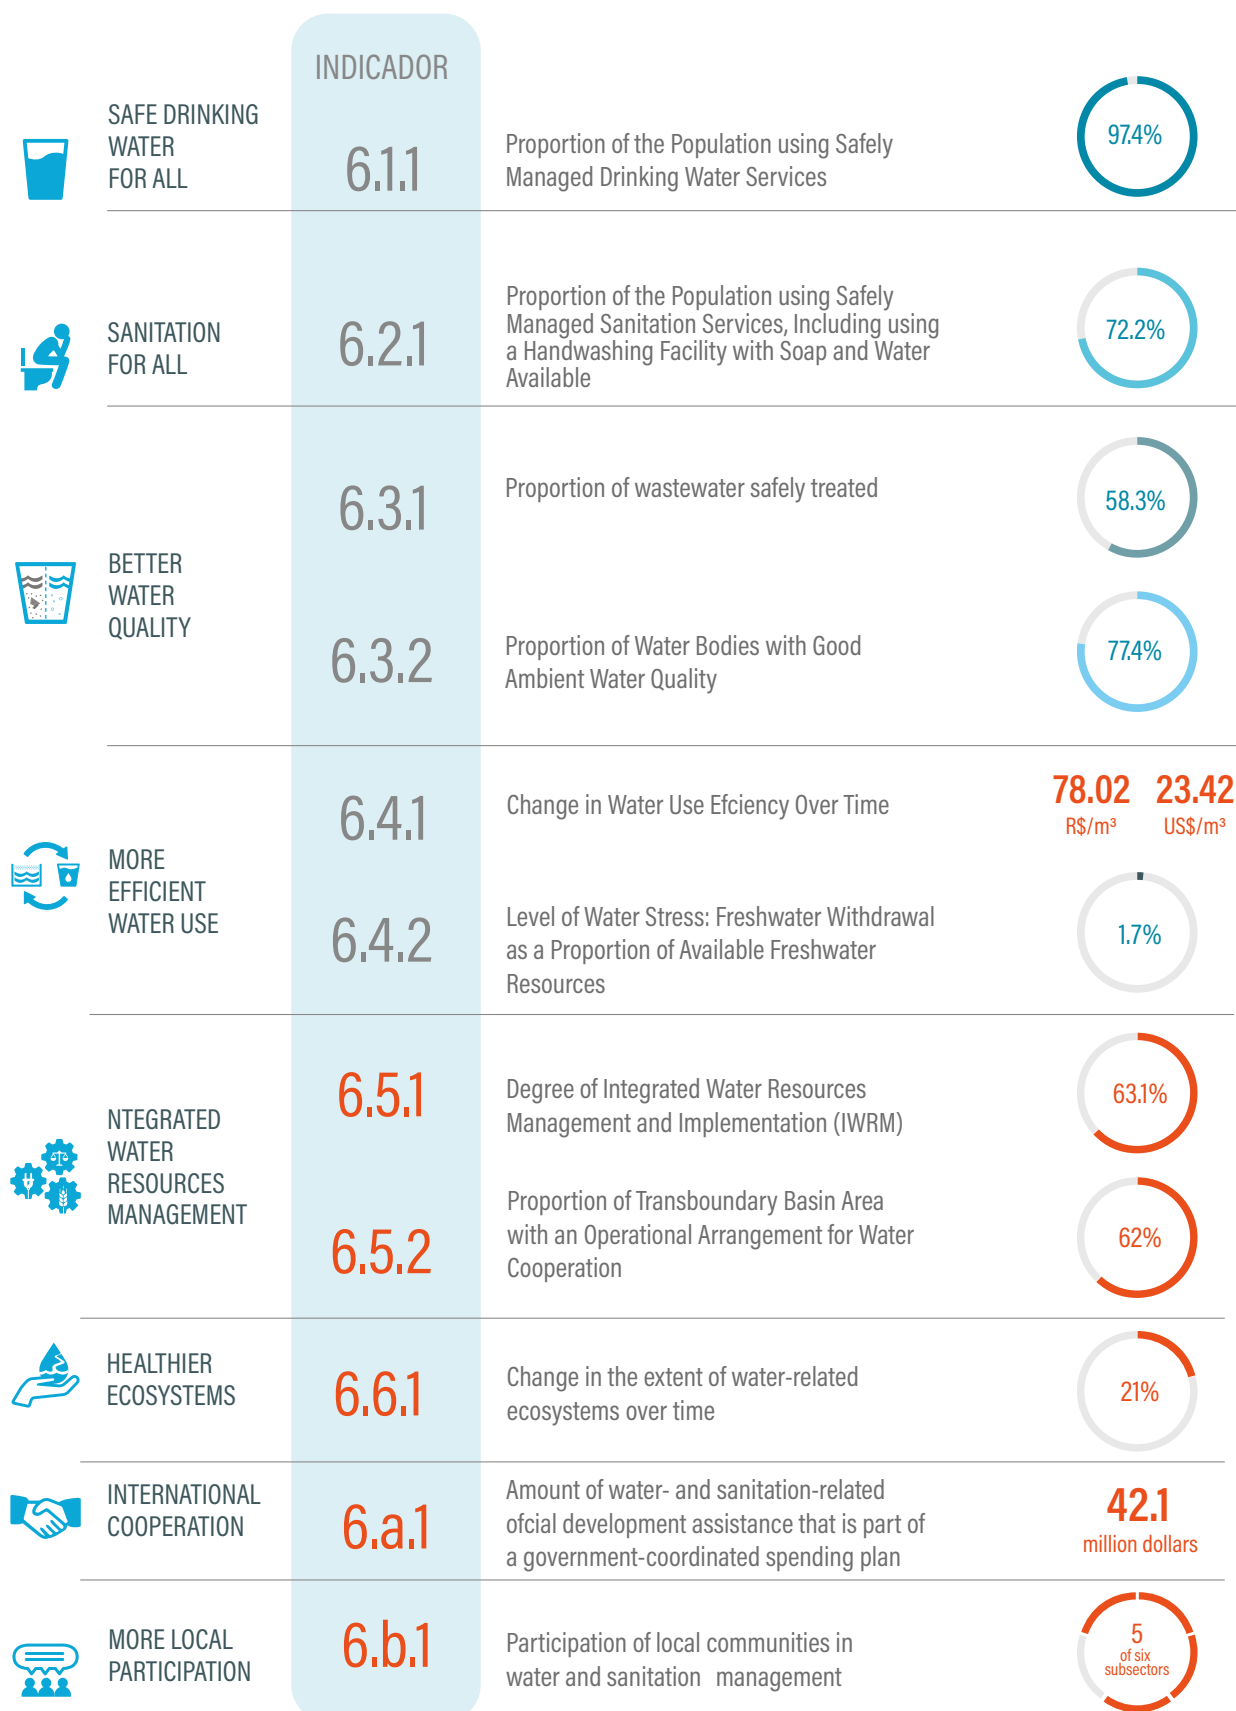 INDICADOR
SAFE DRINKING
WATER
FOR ALL
6.1.1
Proportion of the Population using Safely
Managed Drinking Water Services
97.4%
SANITATION
FOR ALL
6.2.1
Proportion of the Population using Safely
Managed Sanitation Services, Including using
a Handwashing Facility with Soap and Water
Available
72.2%
BETTER
WATER
QUALITY
6.3.1
Proportion of wastewater safely treated
58.3%
6.3.2
Proportion of Water Bodies with Good
Ambient Water Quality
77.4%
MORE
EFFICIENT
WATER USE
6.4.1
Change in Water Use Efciency Over Time
78.02 23.42
R$/m³ US$/m³
6.4.2
Level of Water Stress: Freshwater Withdrawal
as a Proportion of Available Freshwater
Resources
1.7%
NTEGRATED
WATER
RESOURCES
MANAGEMENT
6.5.1
Degree of Integrated Water Resources
Management and Implementation (IWRM)
63.1%
6.5.2
Proportion of Transboundary Basin Area
with an Operational Arrangement for Water
Cooperation
62%
HEALTHIER
ECOSYSTEMS
6.6.1
Change in the extent of water-related
ecosystems over time
21%
INTERNATIONAL
COOPERATION
6.a.1
Amount of water- and sanitation-related
ofcial development assistance that is part of
a government-coordinated spending plan
42.1
million dollars
MORE LOCAL
PARTICIPATION
6.b.1
Participation of local communities in
water and sanitation management
5
of six
subsectors